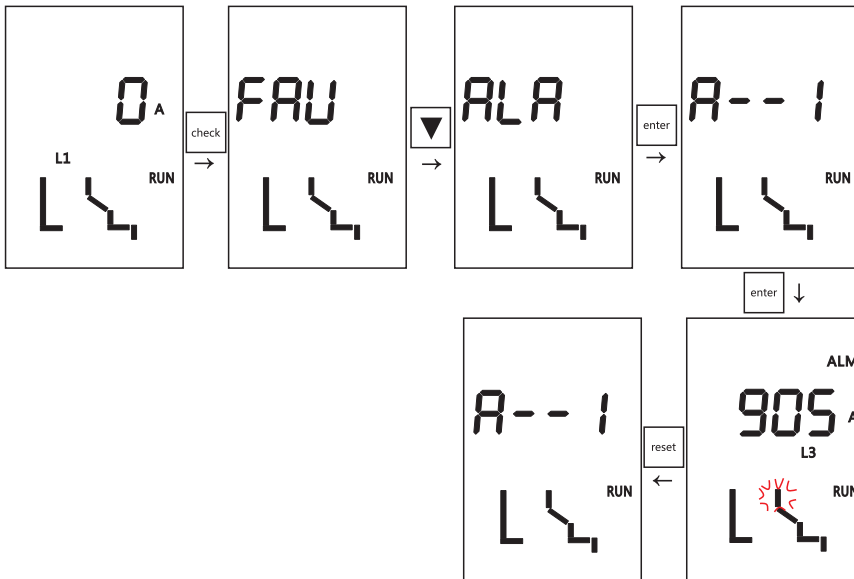 0 A
L1
RUN
check
→
FAU
RUN
▼
→
ALA
RUN
enter
→
A--1
RUN
enter ↓
ALM
905 A
L3
RUN
reset
←
A--1
RUN